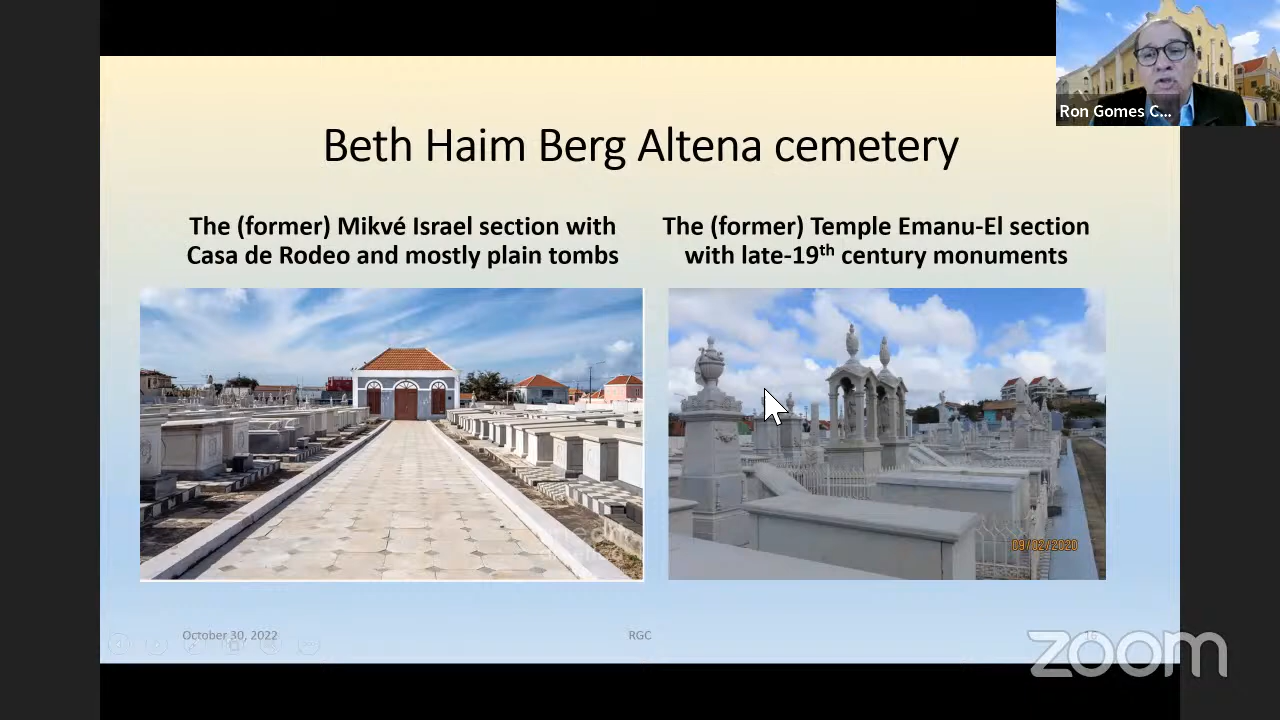 Ron Gomes C...
Beth Haim Berg Altena cemetery
The (former) Mikvé Israel section with
Casa de Rodeo and mostly plain tombs
The (former) Temple Emanu-El section
with late-19th century monuments
09/02/2020
October 30, 2022
RGC
16
zoom